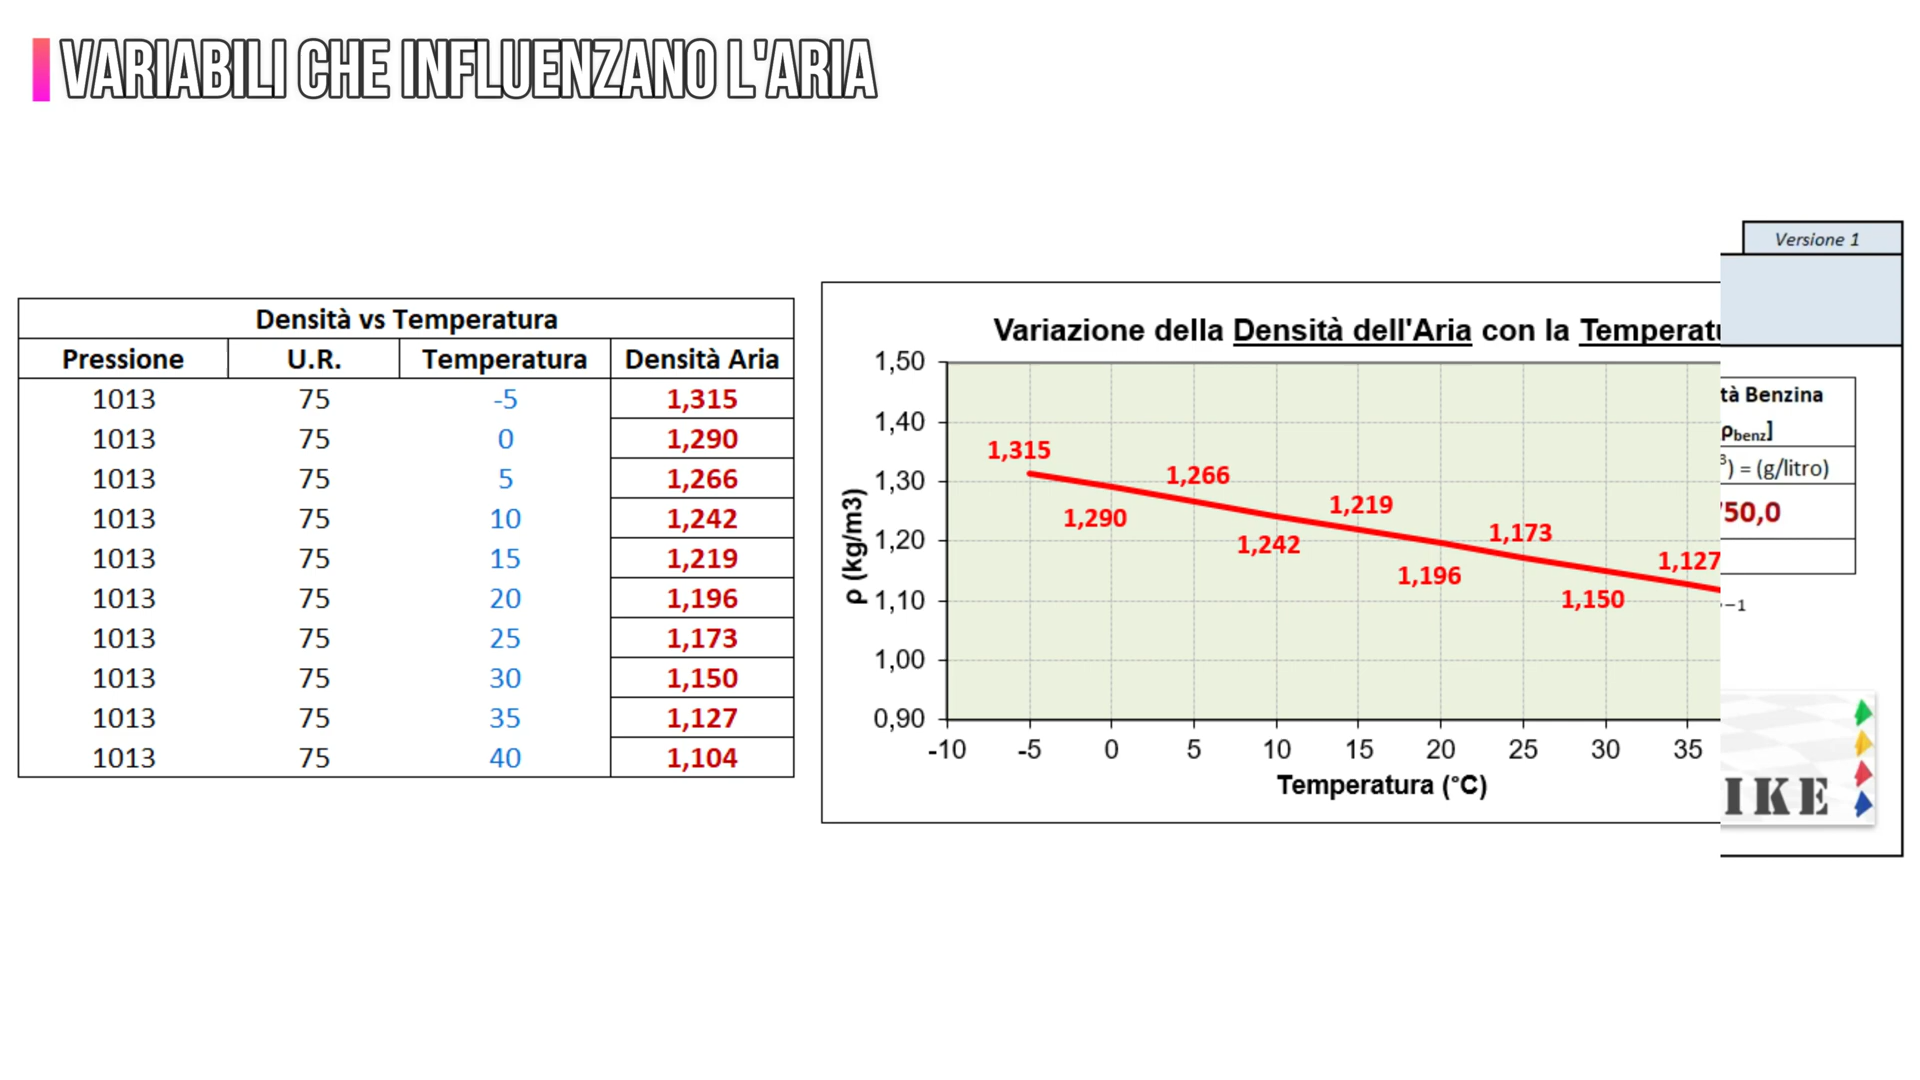 VARIABILI CHE INFLUENZANO L'ARIA
Densità vs Temperatura
Pressione U.R. Temperatura Densità Aria
1013 75 -5 1,315
1013 75 0 1,290
1013 75 5 1,266
1013 75 10 1,242
1013 75 15 1,219
1013 75 20 1,196
1013 75 25 1,173
1013 75 30 1,150
1013 75 35 1,127
1013 75 40 1,104
Variazione della Densità dell'Aria con la
ρ (kg/m3)
1,50
1,40
1,30
1,20
1,10
1,00
0,90
1,315
1,290
1,266
1,242
1,219
1,196
1,173
1,150
1,127
-10 -5 0 5 10 15 20 25 30 35
Temperatura (°C)
Versione 1
Benzina
ρbenz]
= (g/litro)
50,0
−1
IKE